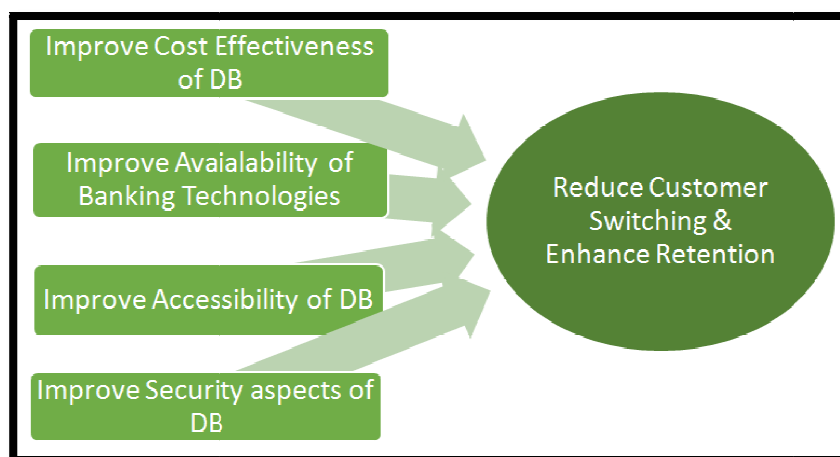 Improve Cost Effectiveness
of DB
Improve Avaialability of
Banking Technologies
Improve Accessibility of DB
Improve Security aspects of
DB
Reduce Customer
Switching &
Enhance Retention